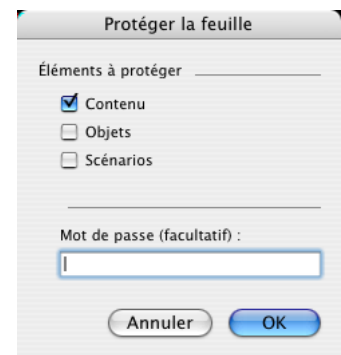 Protéger la feuille
Éléments à protéger
Contenu
Objets
Scénarios
Mot de passe (facultatif) :
Annuler
OK